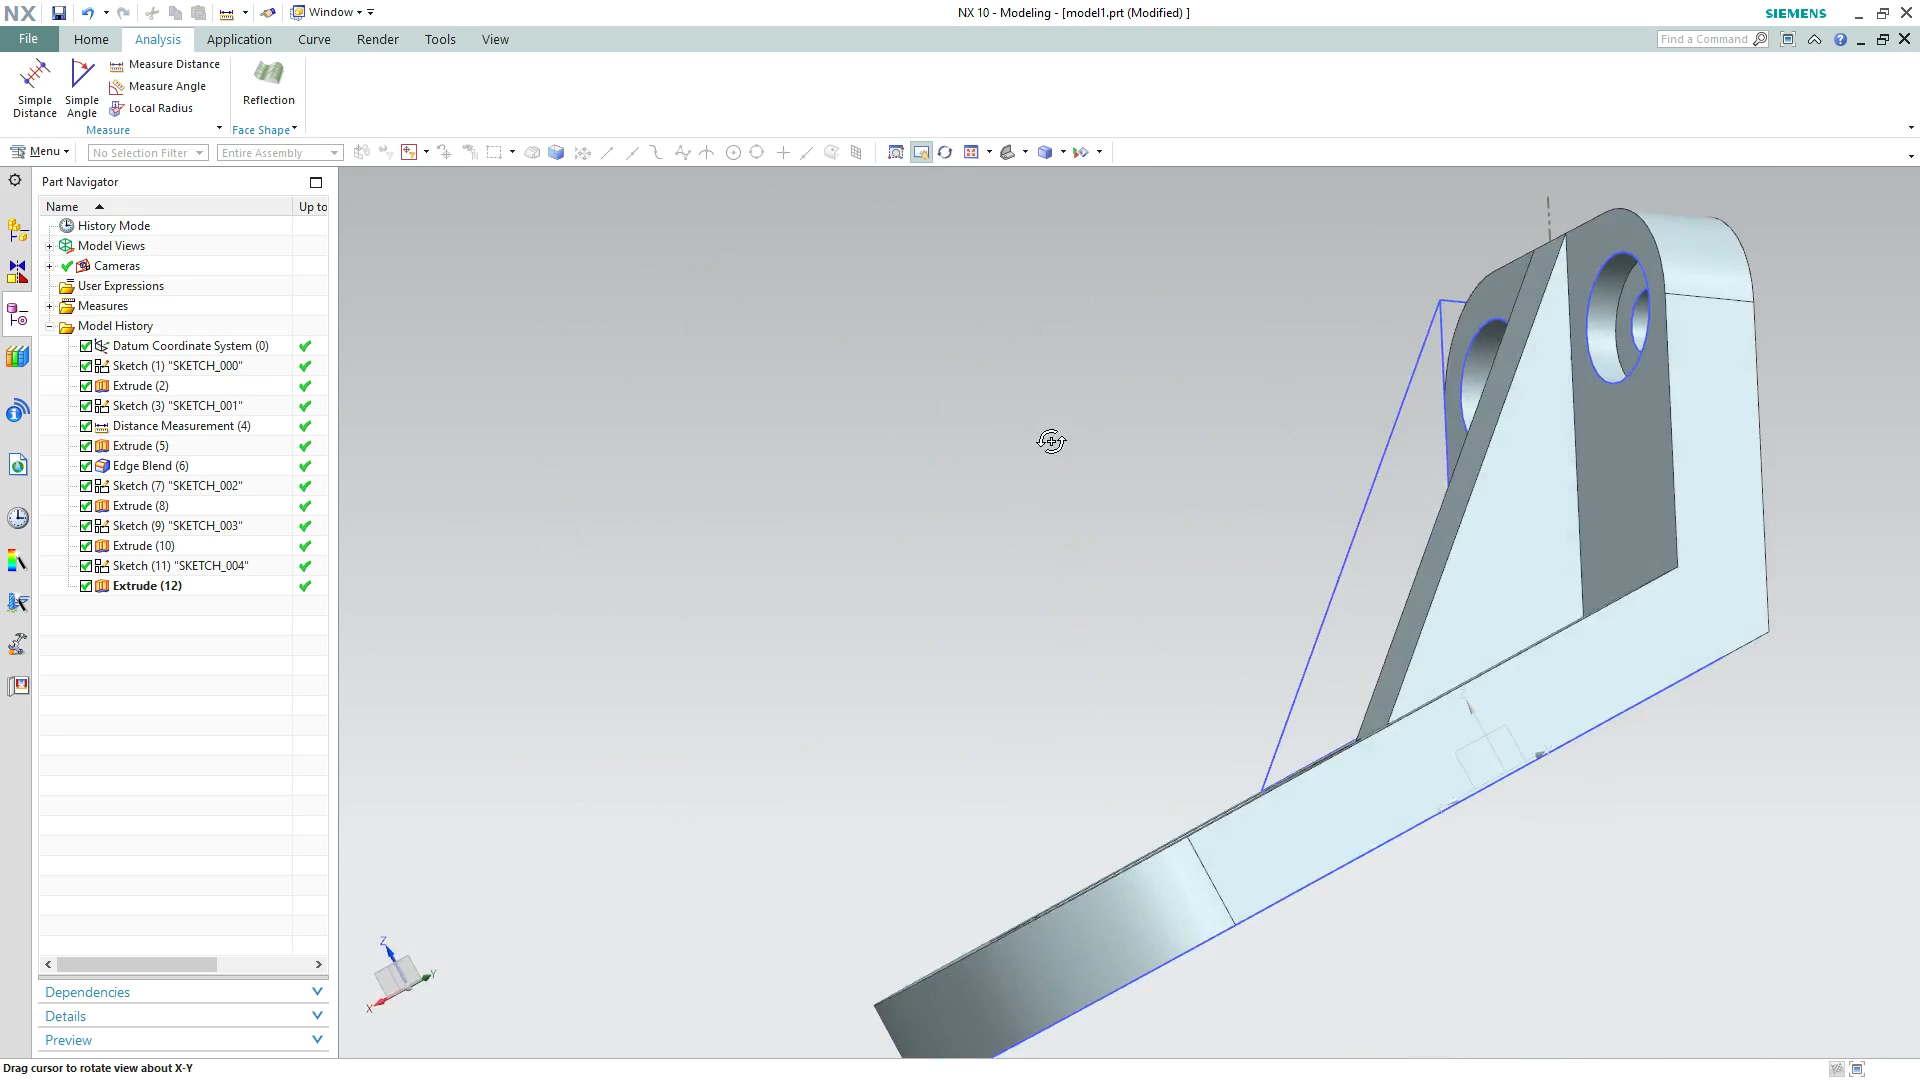 NX Window NX 10 - Modeling - [model1.prt (Modified) ] SIEMENS
File Home Analysis Application Curve Render Tools View Find a Command
Simple Distance
Simple Angle
Measure Distance
Measure Angle
Local Radius
Reflection
Measure Face Shape
Menu No Selection Filter Entire Assembly
Part Navigator
Name Up to
History Mode
Model Views
Cameras
User Expressions
Measures
Model History
Datum Coordinate System (0)
Sketch (1) "SKETCH_000"
Extrude (2)
Sketch (3) "SKETCH_001"
Distance Measurement (4)
Extrude (5)
Edge Blend (6)
Sketch (7) "SKETCH_002"
Extrude (8)
Sketch (9) "SKETCH_003"
Extrude (10)
Sketch (11) "SKETCH_004"
Extrude (12)
Z
Y
X
Dependencies
Details
Preview
Drag cursor to rotate view about X-Y